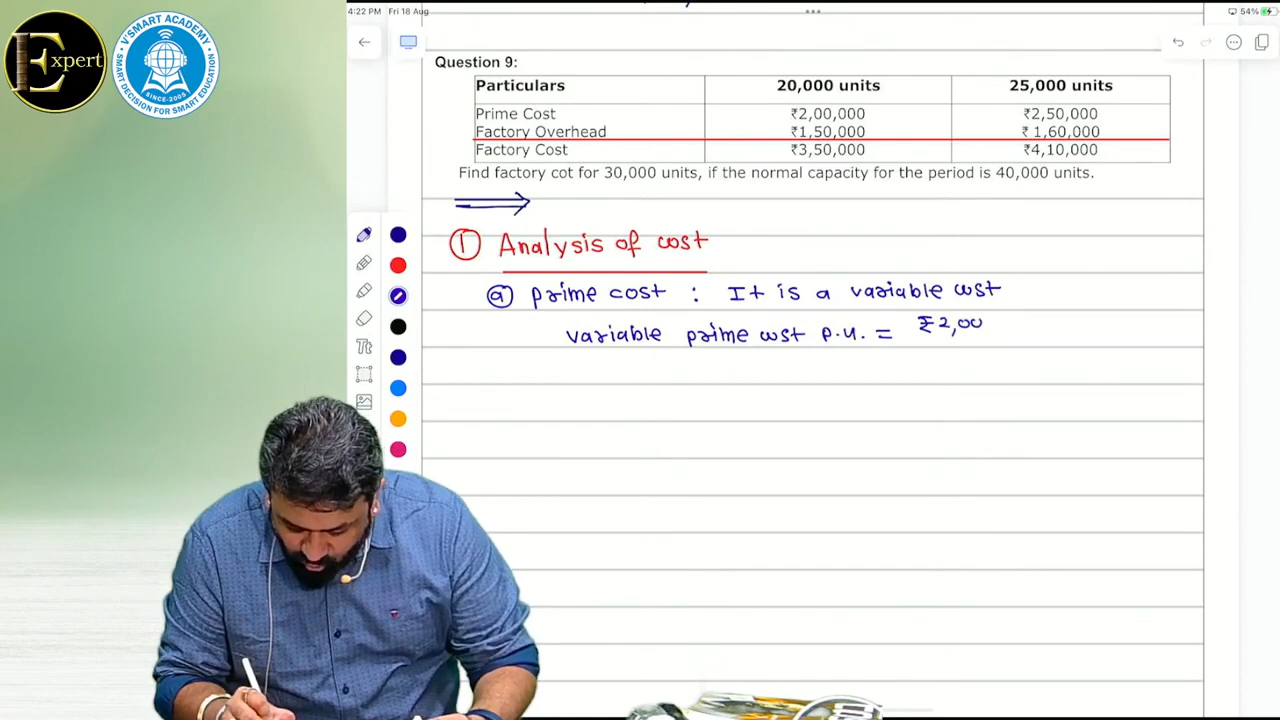 4:22 PM Fri 18 Aug
54%
Expert
V'SMART ACADEMY
SINCE-2005
SMART DECISION FOR SMART EDUCATION
Question 9:
Particulars 20,000 units 25,000 units
Prime Cost ₹2,00,000 ₹2,50,000
Factory Overhead ₹1,50,000 ₹ 1,60,000
Factory Cost ₹3,50,000 ₹4,10,000
Find factory cot for 30,000 units, if the normal capacity for the period is 40,000 units.
① Analysis of cost
ⓐ prime cost : It is a variable cost
variable prime cost p.u. = ₹2,00
Tt